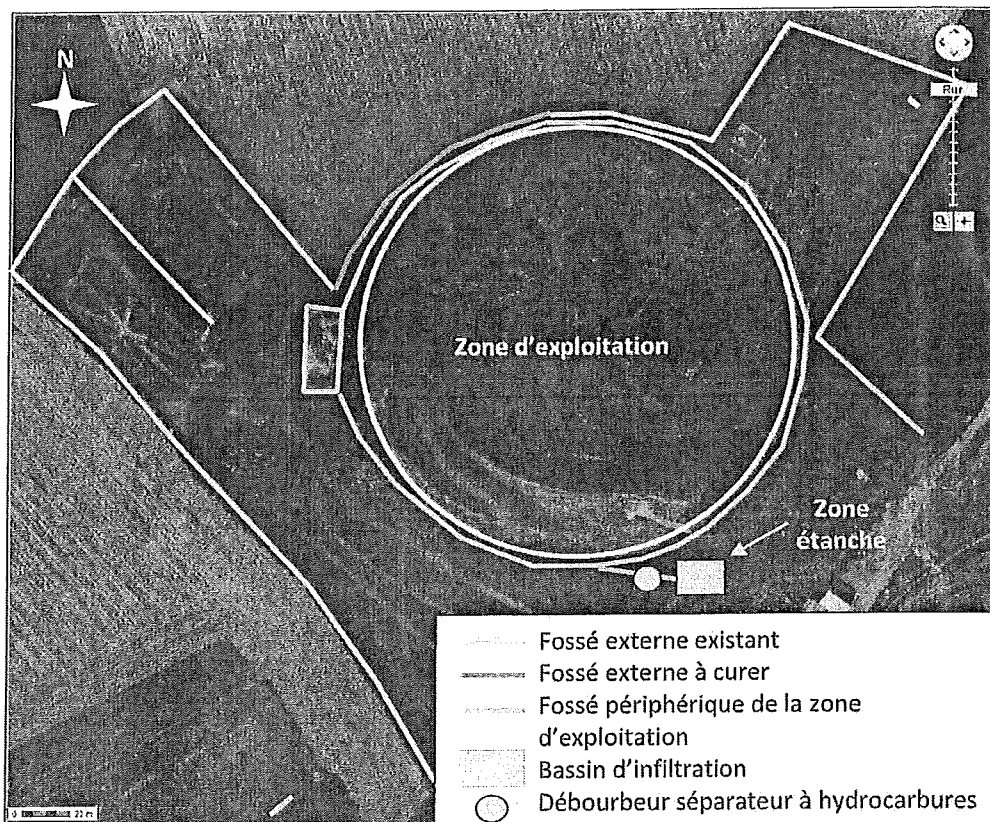 N
Rur
Zone d'exploitation
Zone
étanche
Fossé externe existant
Fossé externe à curer
Fossé périphérique de la zone
d'exploitation
Bassin d'infiltration
Débourbeur séparateur à hydrocarbures